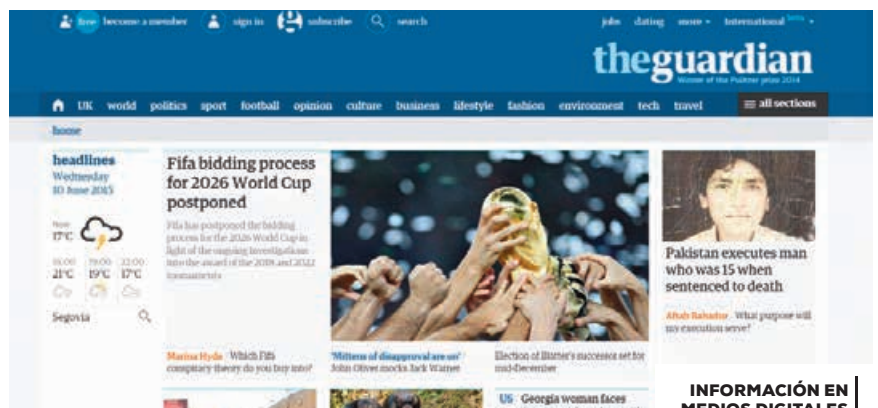 free become a member sign in subscribe search jobs dating more International beta
theguardian
Winner of the Pulitzer prize 2014
UK world politics sport football opinion culture business lifestyle fashion environment tech travel all sections
home
headlines
Wednesday
10 June 2015
Now
17°C
16:00 19:00 22:00
21°C 19°C 17°C
Segovia
Fifa bidding process
for 2026 World Cup
postponed
Fifa has postponed the bidding
process for the 2026 World Cup in
light of the ongoing investigations
into the award of the 2018 and 2022
tournaments
Marina Hyde Which Fifa
conspiracy theory do you buy into?
'Mittens of disapproval are on'
John Oliver mocks Jack Warner
Election of Blatter's successor set for
mid-December
Pakistan executes man
who was 15 when
sentenced to death
Aftab Bahadur What purpose will
my execution serve?
US Georgia woman faces
INFORMACIÓN EN
MEDIOS DIGITALES